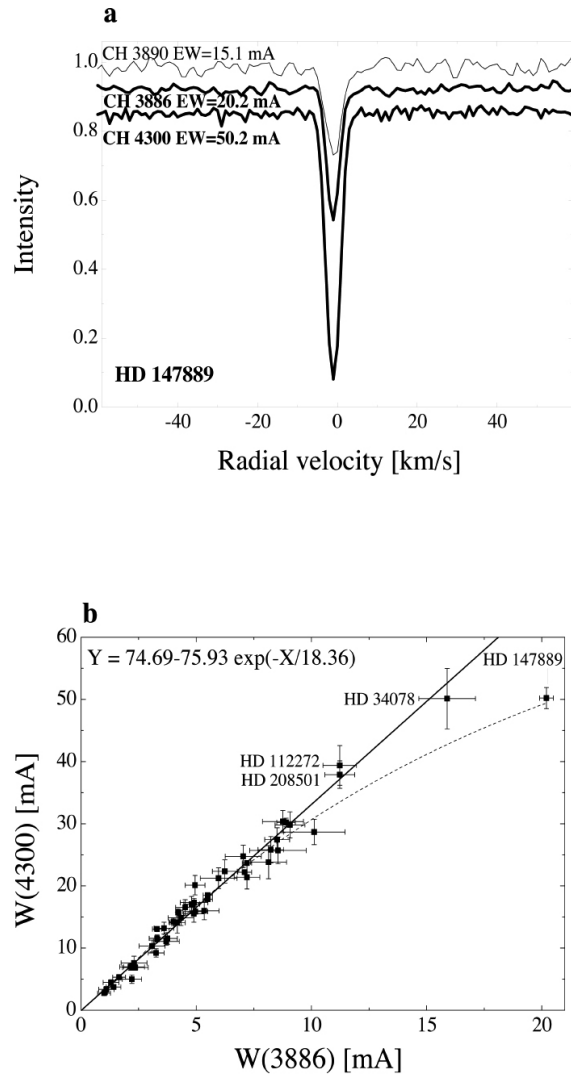 a
CH 3890 EW=15.1 mA
CH 3886 EW=20.2 mA
CH 4300 EW=50.2 mA
HD 147889
1.0
0.8
0.6
0.4
0.2
0.0
Intensity
-40 -20 0 20 40
Radial velocity [km/s]
b
Y = 74.69-75.93 exp(-X/18.36)
HD 147889
HD 34078
HD 112272
HD 208501
60
50
40
30
20
10
0
W(4300) [mA]
0 5 10 15 20
W(3886) [mA]